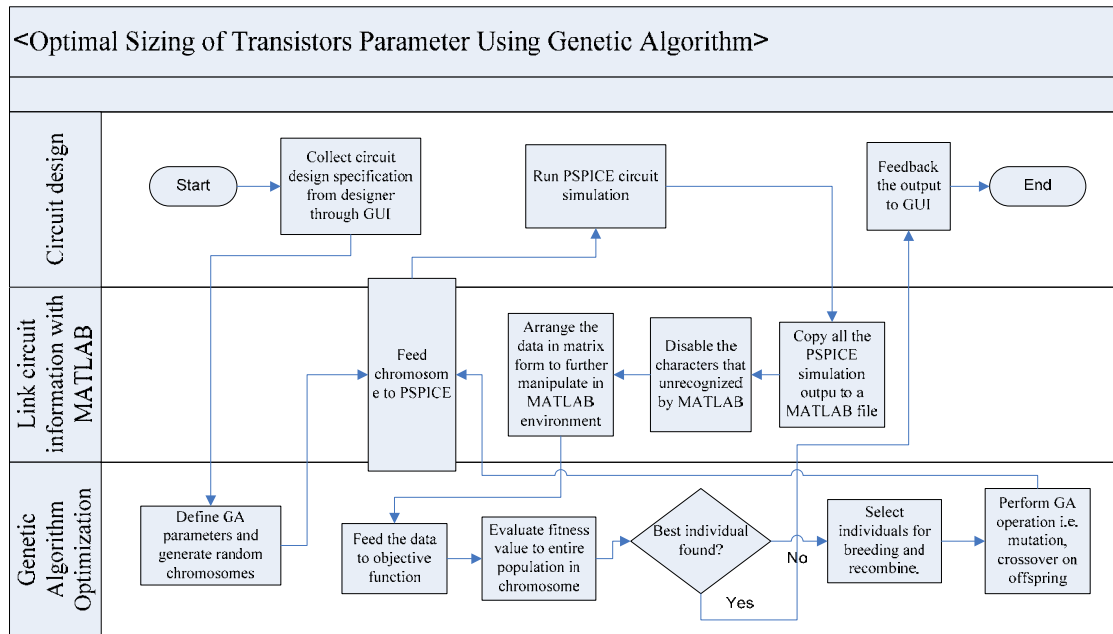 <Optimal Sizing of Transistors Parameter Using Genetic Algorithm>
Circuit design
Start
Collect circuit
design specification
from designer
through GUI
Run PSPICE circuit
simulation
Feedback
the output
to GUI
End
Link circuit
information with
MATLAB
Feed
chromosom
e to PSPICE
Arrange the
data in matrix
form to further
manipulate in
MATLAB
environment
Disable the
characters that
unrecognized
by MATLAB
Copy all the
PSPICE
simulation
outpu to a
MATLAB file
Genetic
Algorithm
Optimization
Define GA
parameters and
generate random
chromosomes
Feed the data
to objective
function
Evaluate fitness
value to entire
population in
chromosome
Best individual
found?
No
Yes
Select
individuals for
breeding and
recombine.
Perform GA
operation i.e.
mutation,
crossover on
offspring